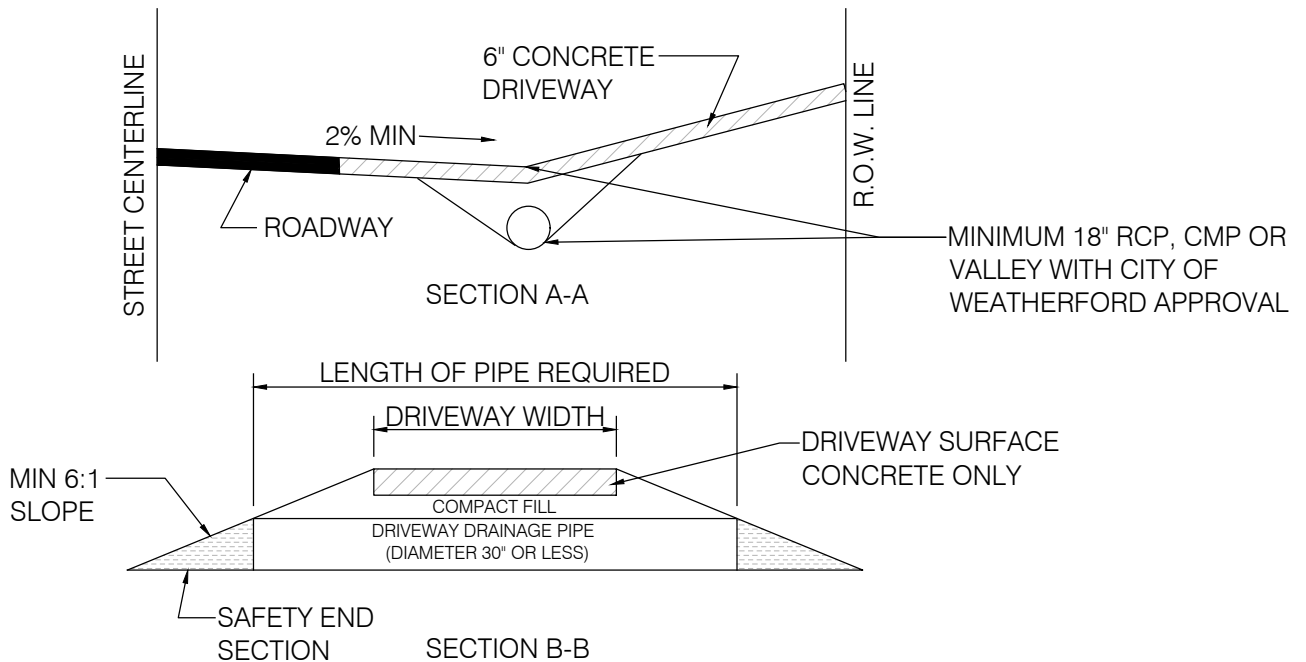 STREET CENTERLINE
6" CONCRETE
DRIVEWAY
2% MIN
ROADWAY
R.O.W. LINE
MINIMUM 18" RCP, CMP OR
VALLEY WITH CITY OF
WEATHERFORD APPROVAL
SECTION A-A
LENGTH OF PIPE REQUIRED
DRIVEWAY WIDTH
DRIVEWAY SURFACE
CONCRETE ONLY
MIN 6:1
SLOPE
COMPACT FILL
DRIVEWAY DRAINAGE PIPE
(DIAMETER 30" OR LESS)
SAFETY END
SECTION
SECTION B-B